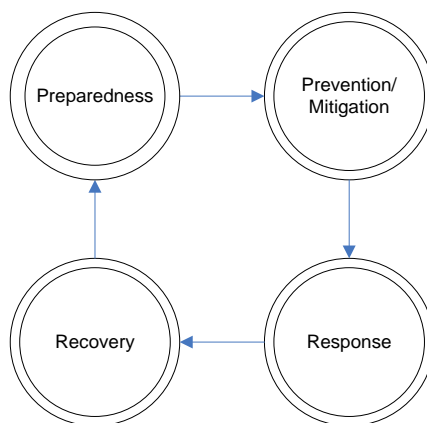 Preparedness
Prevention/
Mitigation
Recovery
Response